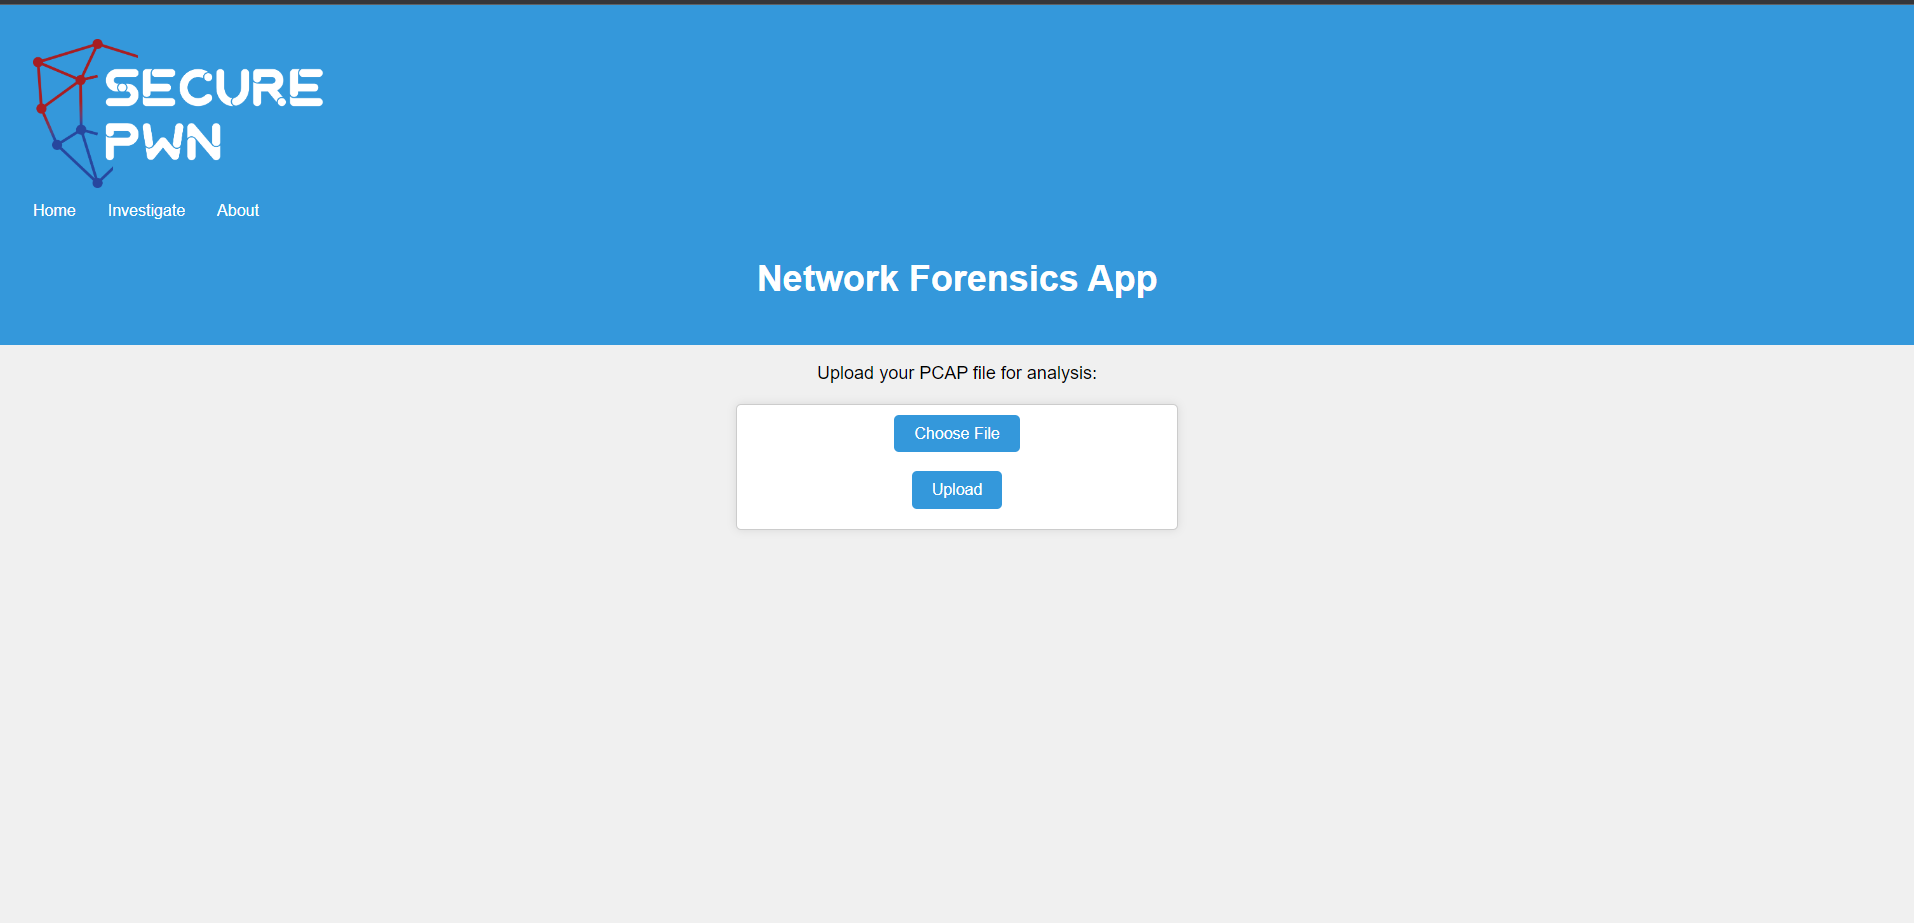 SECURE
PWN
Home Investigate About
Network Forensics App
Upload your PCAP file for analysis:
Choose File
Upload